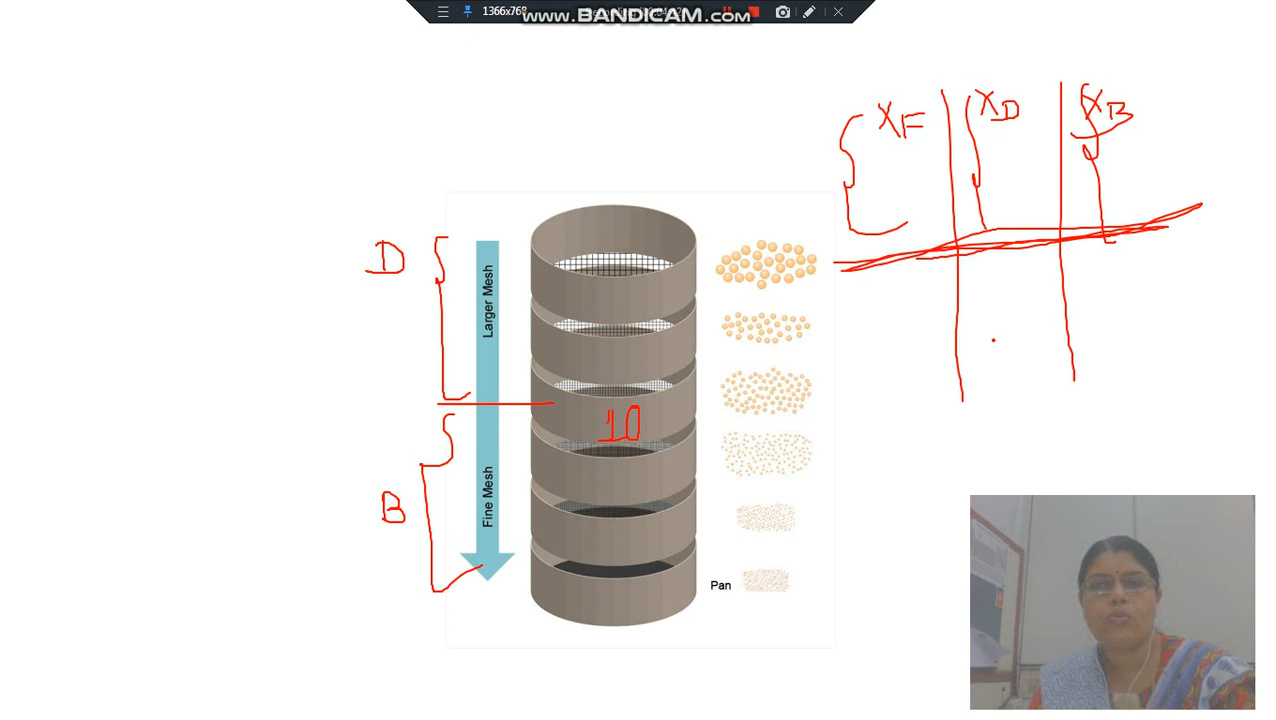 1366x768
www.BANDICAM.com
XF XD XB
D
Larger Mesh
10
Fine Mesh
B
Pan